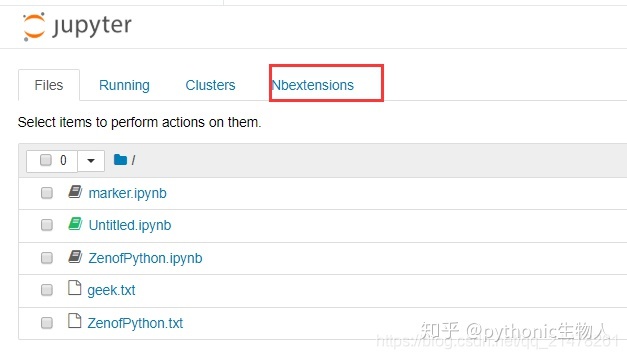 jupyter
Files Running Clusters Nbextensions
Select items to perform actions on them.
0 /
marker.ipynb
Untitled.ipynb
ZenofPython.ipynb
geek.txt
ZenofPython.txt
知乎 @pythonic生物人
https://blog.csdn.net/qq_21478261